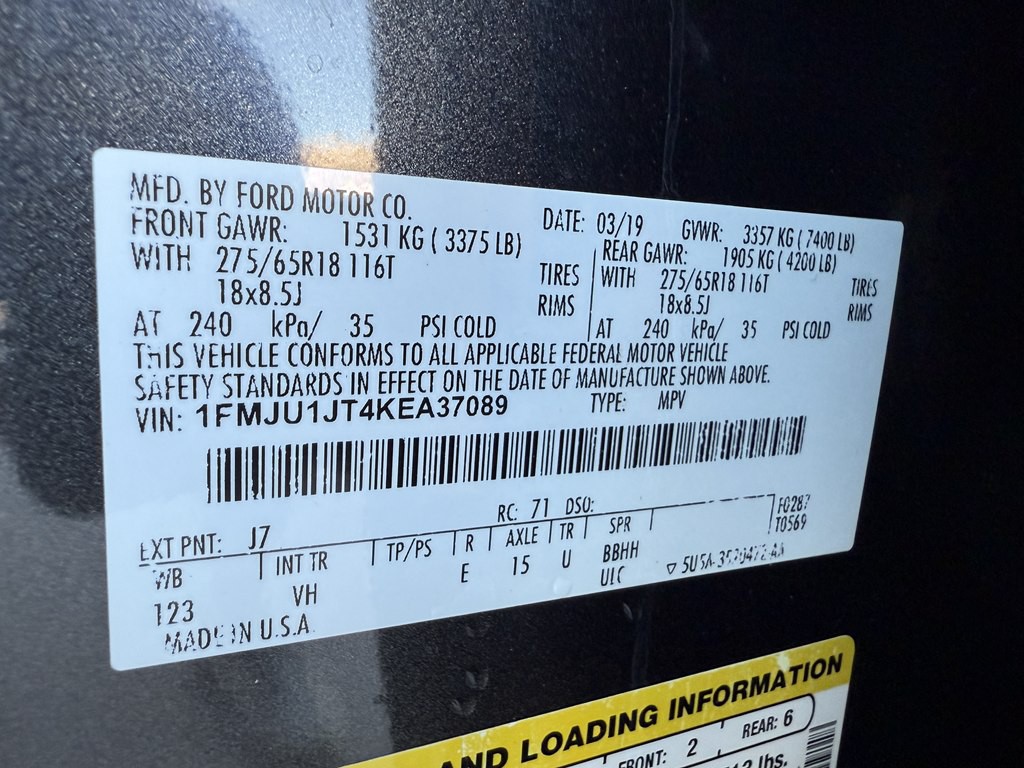 MFD. BY FORD MOTOR CO. DATE: 03/19 GVWR: 3357 KG ( 7400 LB)
FRONT GAWR: 1531 KG ( 3375 LB) REAR GAWR: 1905 KG ( 4200 LB)
WITH 275/65R18 116T TIRES WITH 275/65R18 116T TIRES
18x8.5J RIMS 18x8.5J RIMS
AT 240 kPa/ 35 PSI COLD AT 240 kPa/ 35 PSI COLD
THIS VEHICLE CONFORMS TO ALL APPLICABLE FEDERAL MOTOR VEHICLE
SAFETY STANDARDS IN EFFECT ON THE DATE OF MANUFACTURE SHOWN ABOVE.
VIN: 1FMJU1JT4KEA37089 TYPE: MPV
F0287
T0569
EXT PNT: J7 RC: 71 DSO:
WB INT TR TP/PS R AXLE TR SPR
123 VH E 15 U BBHH
ULC
MADE IN U.S.A.
AND LOADING INFORMATION
FRONT: 2 REAR: 6
lbs.